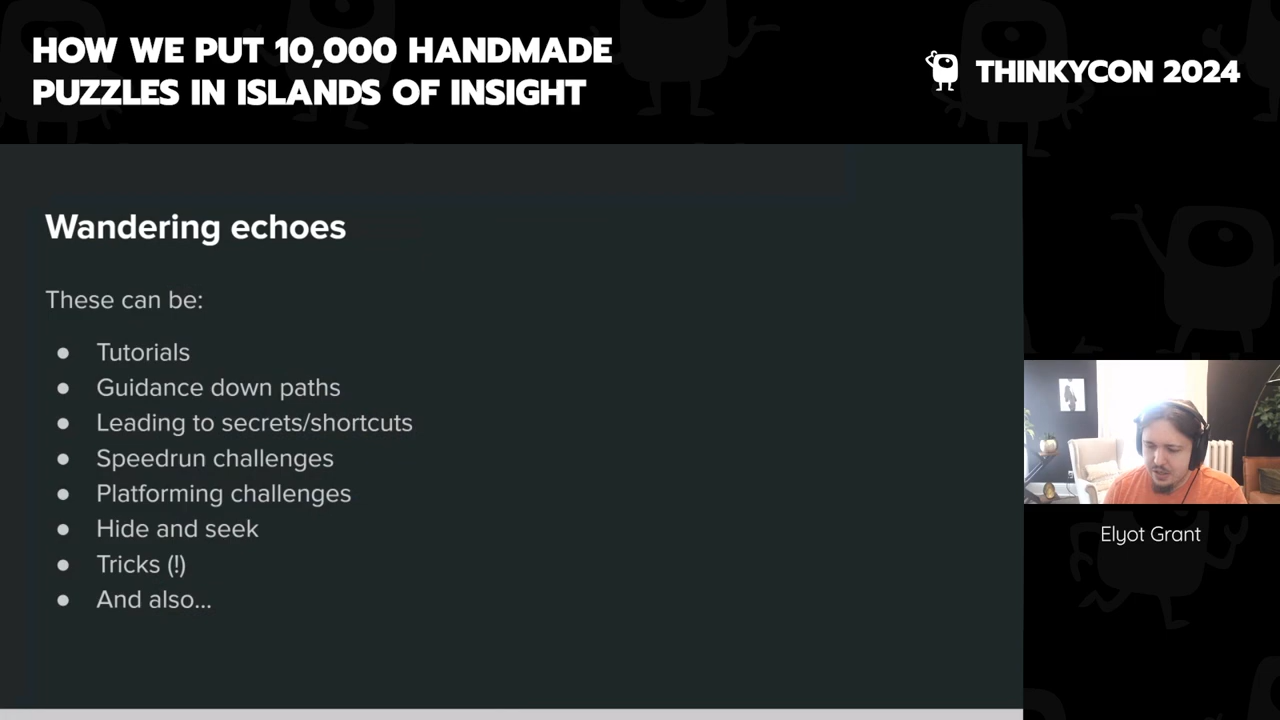 HOW WE PUT 10,000 HANDMADE
PUZZLES IN ISLANDS OF INSIGHT
THINKYCON 2024
Wandering echoes
These can be:
● Tutorials
● Guidance down paths
● Leading to secrets/shortcuts
● Speedrun challenges
● Platforming challenges
● Hide and seek
● Tricks (!)
● And also...
Elyot Grant